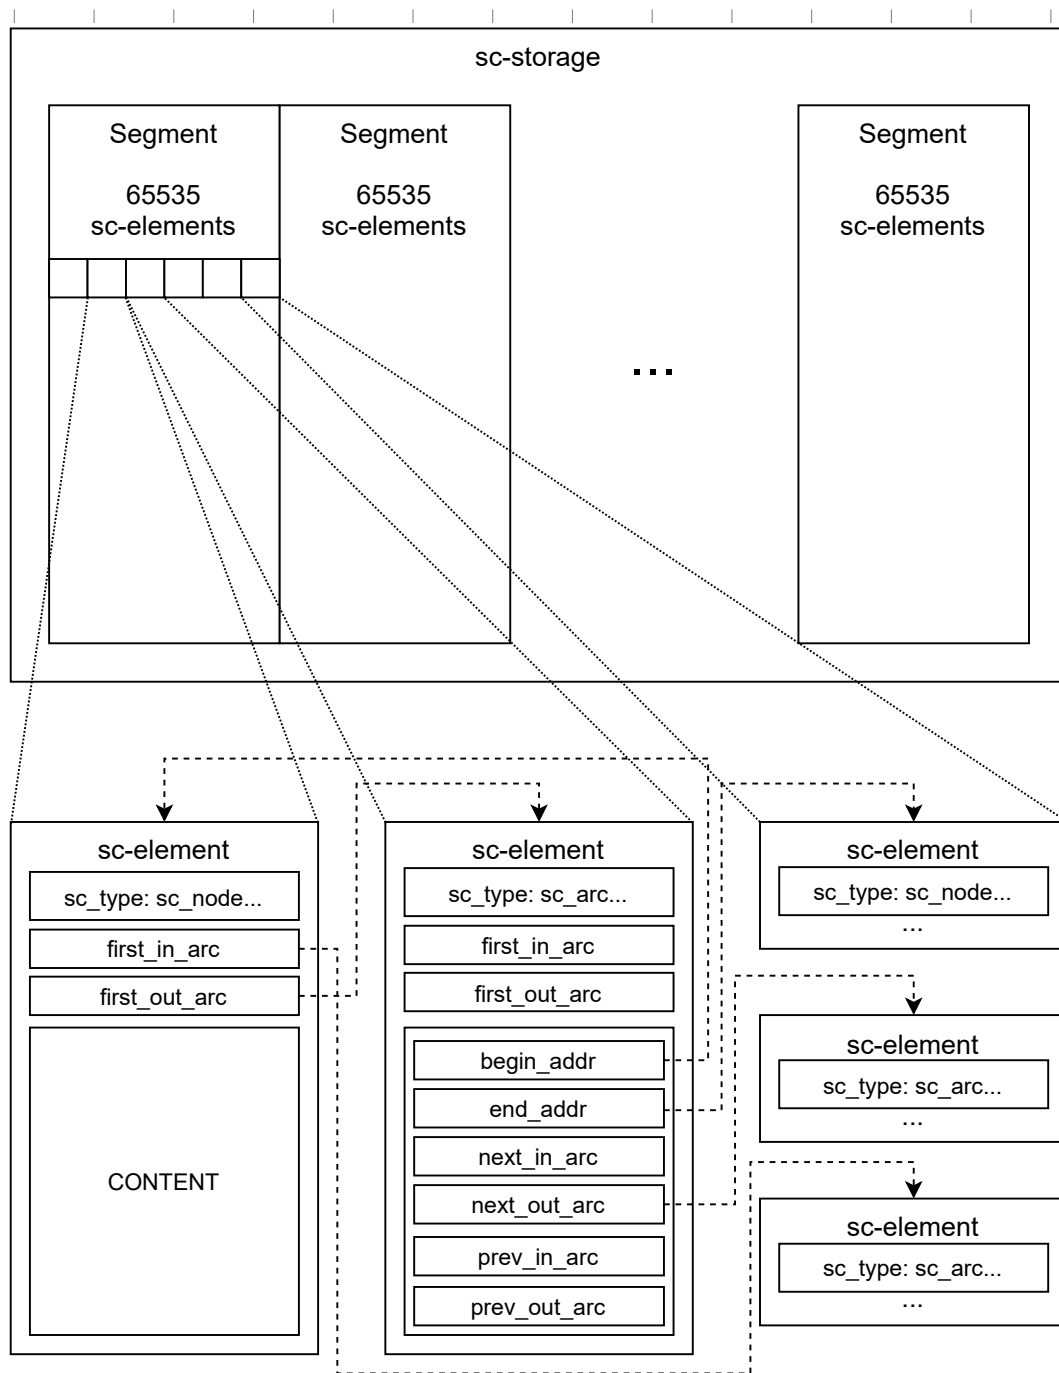 sc-storage
Segment
65535
sc-elements
Segment
65535
sc-elements
...
Segment
65535
sc-elements
sc-element
sc_type: sc_node...
first_in_arc
first_out_arc
CONTENT
sc-element
sc_type: sc_arc...
first_in_arc
first_out_arc
begin_addr
end_addr
next_in_arc
next_out_arc
prev_in_arc
prev_out_arc
sc-element
sc_type: sc_node...
...
sc-element
sc_type: sc_arc...
...
sc-element
sc_type: sc_arc...
...